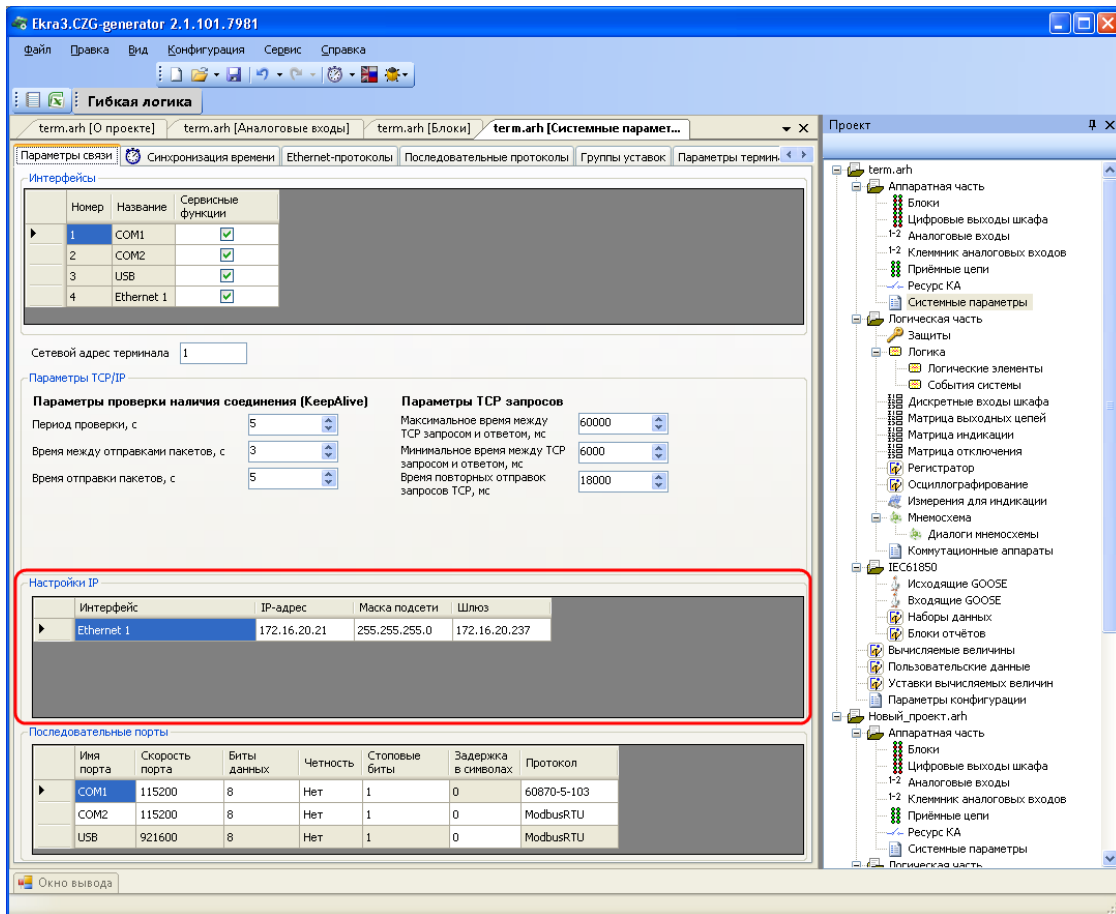 Ekra3.CZG-generator 2.1.101.7981
Файл Правка Вид Конфигурация Сервис Справка
Гибкая логика
term.arh [О проекте] term.arh [Аналоговые входы] term.arh [Блоки] term.arh [Системные парамет...
Параметры связи Синхронизация времени Ethernet-протоколы Последовательные протоколы Группы уставок Параметры термин
Интерфейсы
Номер Название Сервисные функции
1 COM1
2 COM2
3 USB
4 Ethernet 1
Сетевой адрес терминала 1
Параметры TCP/IP
Параметры проверки наличия соединения (KeepAlive)
Период проверки, с 5
Время между отправками пакетов, с 3
Время отправки пакетов, с 5
Параметры TCP запросов
Максимальное время между
TCP запросом и ответом, мс 60000
Минимальное время между TCP
запросом и ответом, мс 6000
Время повторных отправок
запросов TCP, мс 18000
Настройки IP
Интерфейс IP-адрес Маска подсети Шлюз
Ethernet 1 172.16.20.21 255.255.255.0 172.16.20.237
Последовательные порты
Имя порта Скорость порта Биты данных Четность Стоповые биты Задержка в символах Протокол
COM1 115200 8 Нет 1 0 60870-5-103
COM2 115200 8 Нет 1 0 ModbusRTU
USB 921600 8 Нет 1 0 ModbusRTU
Окно вывода
Проект
term.arh
Аппаратная часть
Блоки
Цифровые выходы шкафа
1-2 Аналоговые входы
1-2 Клеммник аналоговых входов
Приёмные цепи
Ресурс КА
Системные параметры
Логическая часть
Защиты
Логика
Логические элементы
События системы
Дискретные входы шкафа
Матрица выходных цепей
Матрица индикации
Матрица отключения
Регистратор
Осциллографирование
Измерения для индикации
Мнемосхема
Диалоги мнемосхемы
Коммутационные аппараты
IEC61850
Исходящие GOOSE
Входящие GOOSE
Наборы данных
Блоки отчётов
Вычисляемые величины
Пользовательские данные
Уставки вычисляемых величин
Параметры конфигурации
Новый_проект.arh
Аппаратная часть
Блоки
Цифровые выходы шкафа
1-2 Аналоговые входы
1-2 Клеммник аналоговых входов
Приёмные цепи
Ресурс КА
Системные параметры
Логическая часть